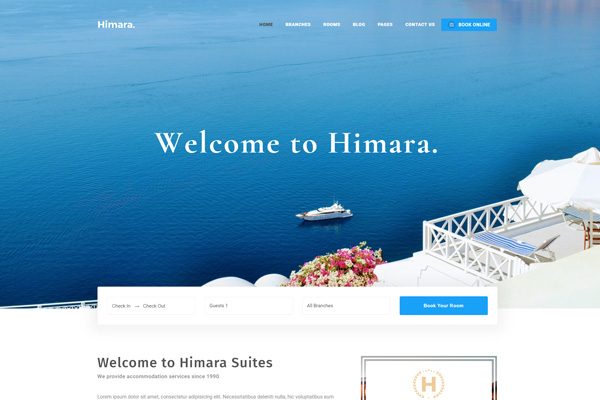 Himara.
HOME BRANCHES ROOMS BLOG PAGES CONTACT US BOOK ONLINE
Welcome to Himara.
Check In → Check Out Guests 1 All Branches Book Your Room
Welcome to Himara Suites
We provide accommodation services since 1990
H
Lorem ipsum dolor sit amet, consectetur adipisicing elit. Necessitatibus deleniti nulla, hic voluptatibus eum